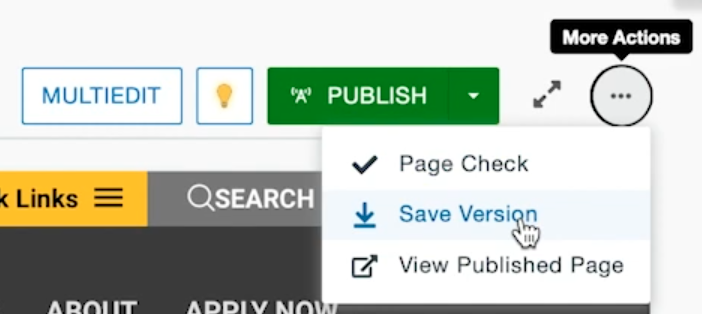 More Actions
MULTIEDIT
PUBLISH
Page Check
k Links
SEARCH
Save Version
View Published Page
ABOUT
APPLY NOW